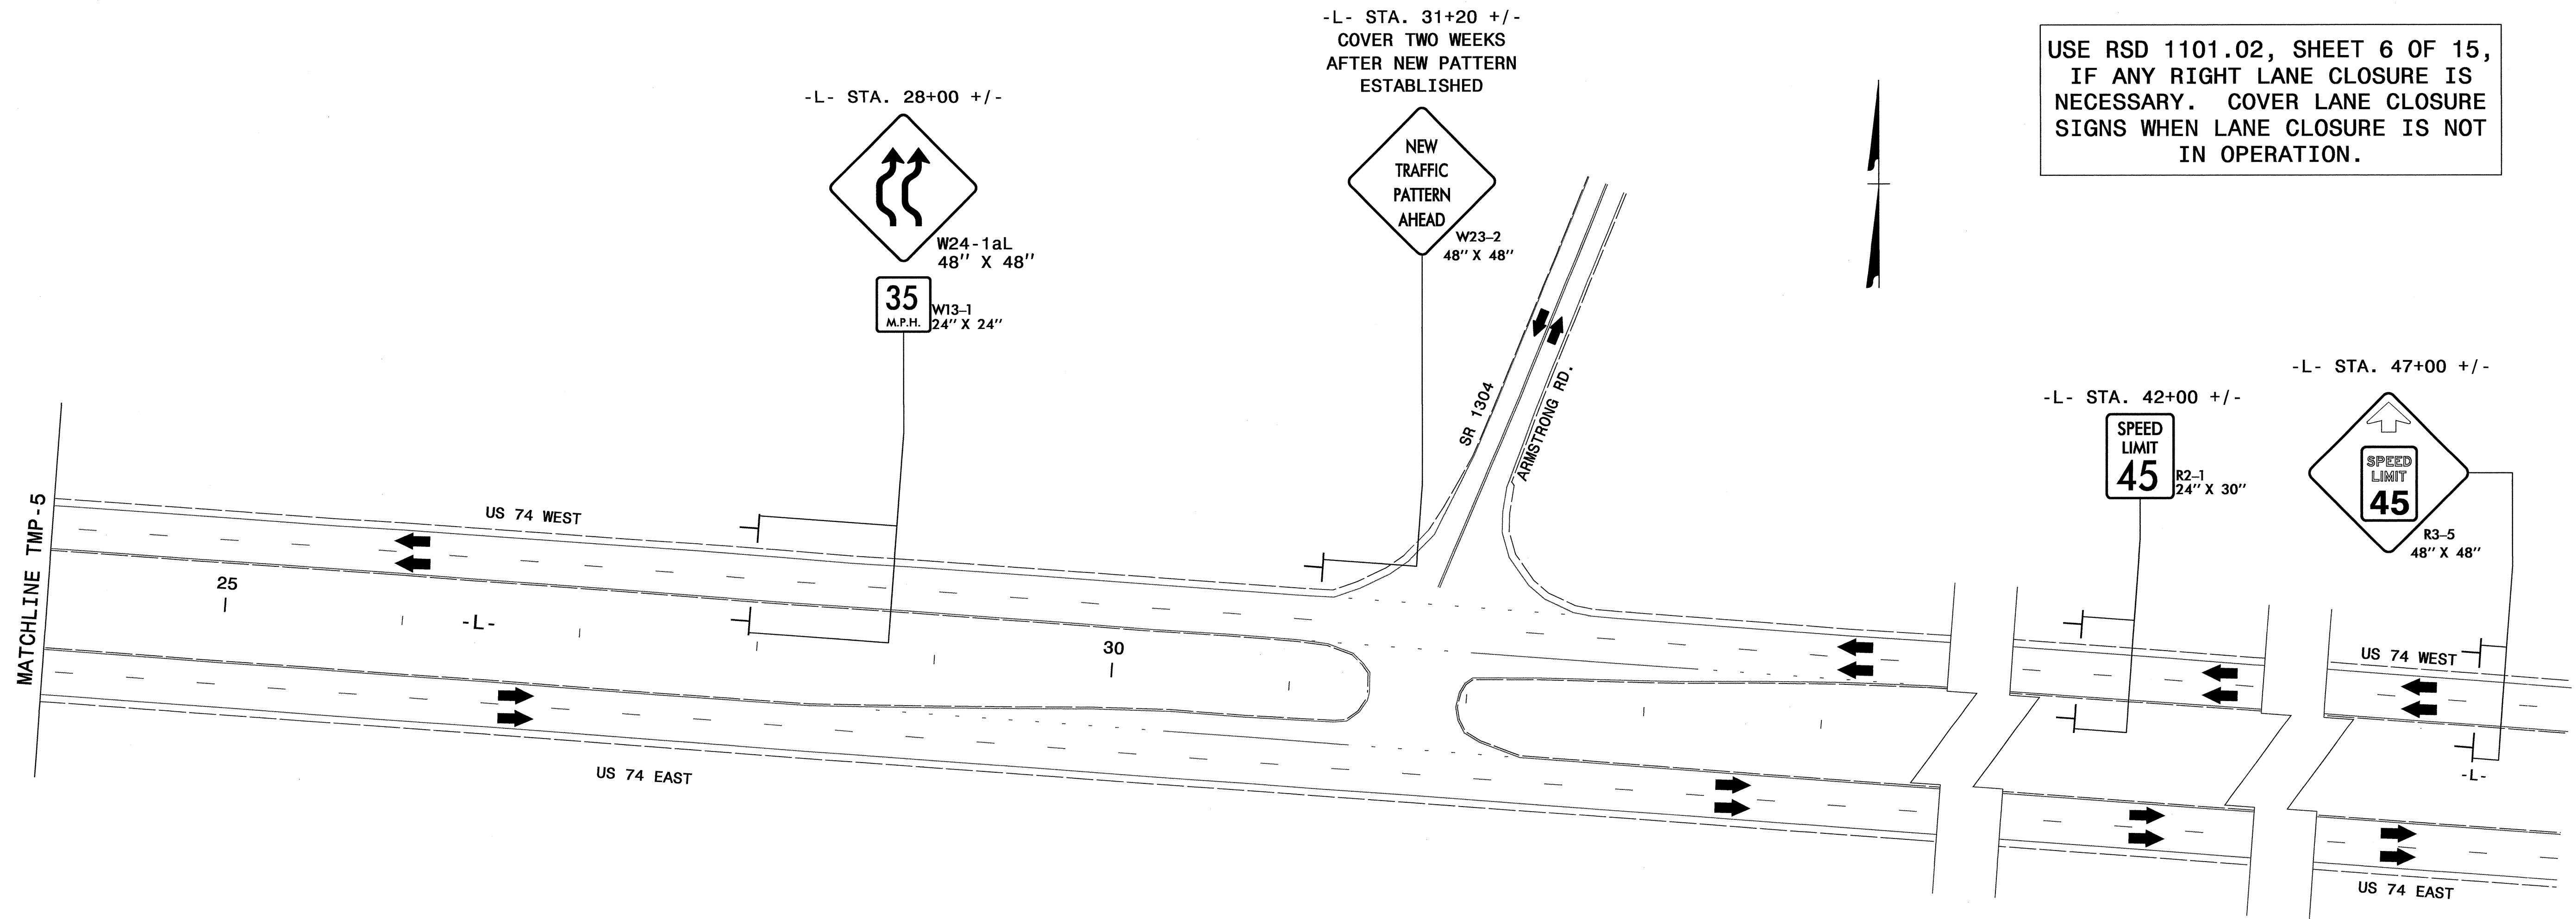 -L- STA. 31+20 +/-
COVER TWO WEEKS
AFTER NEW PATTERN
ESTABLISHED
USE RSD 1101.02, SHEET 6 OF 15,
IF ANY RIGHT LANE CLOSURE IS
NECESSARY. COVER LANE CLOSURE
SIGNS WHEN LANE CLOSURE IS NOT
IN OPERATION.
-L- STA. 28+00 +/-
W24-1aL
48" X 48"
35
M.P.H.
W13-1
24" X 24"
NEW
TRAFFIC
PATTERN
AHEAD
W23-2
48" X 48"
SR 1304
ARMSTRONG RD.
-L- STA. 42+00 +/-
SPEED
LIMIT
45
R2-1
24" X 30"
-L- STA. 47+00 +/-
SPEED
LIMIT
45
R3-5
48" X 48"
MATCHLINE TMP-5
US 74 WEST
25
-L-
30
US 74 EAST
US 74 WEST
-L-
US 74 EAST